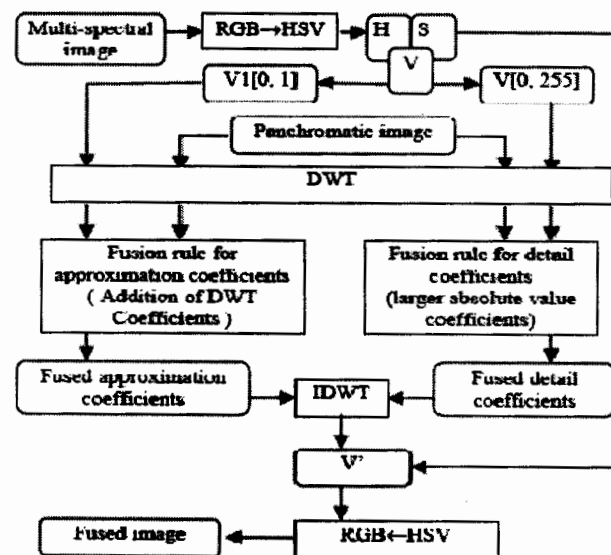 Multi-spectral
image
RGB→HSV
H
S
V
V1[0, 1]
V[0, 255]
Panchromatic image
DWT
Fusion rule for
approximation coefficients
( Addition of DWT
Coefficients )
Fusion rule for detail
coefficients
(larger absolute value
coefficients)
Fused approximation
coefficients
IDWT
Fused detail
coefficients
V'
Fused image
RGB←HSV